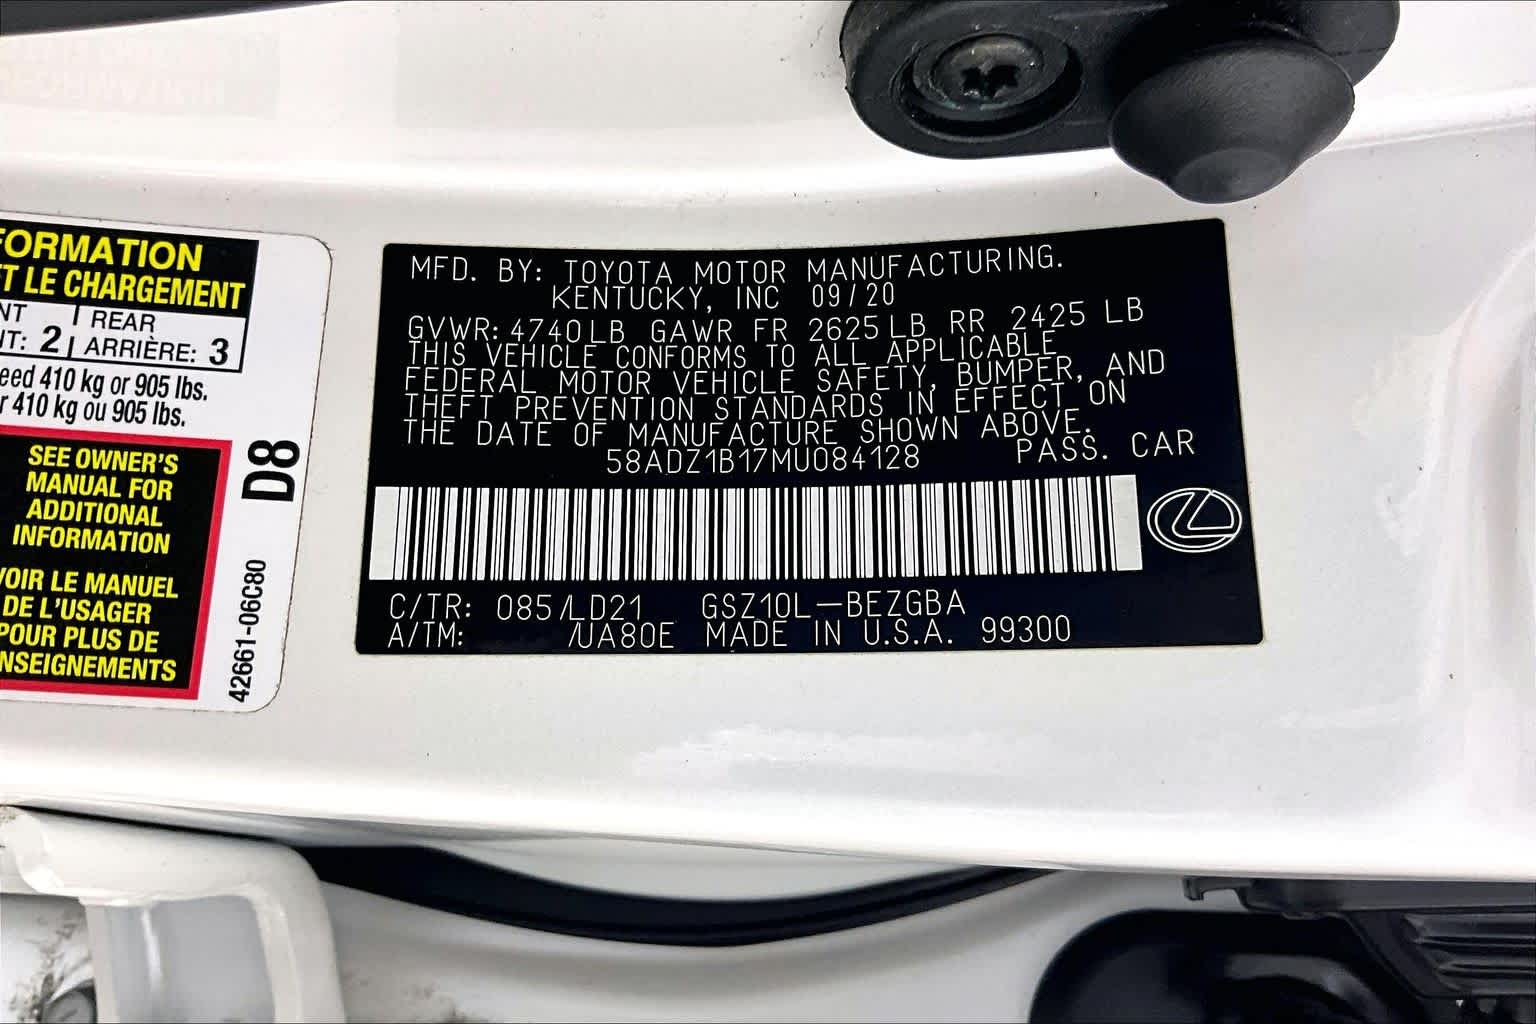 FORMATION
T LE CHARGEMENT
NT | REAR
IT: 2 | ARRIÈRE: 3
eed 410 kg or 905 lbs.
r 410 kg ou 905 lbs.
SEE OWNER'S
MANUAL FOR
ADDITIONAL
INFORMATION
VOIR LE MANUEL
DE L'USAGER
POUR PLUS DE
NSEIGNEMENTS
D8
42661-06C80
MFD. BY: TOYOTA MOTOR MANUFACTURING.
KENTUCKY, INC 09/20
GVWR: 4740LB GAWR FR 2625LB RR 2425 LB
THIS VEHICLE CONFORMS TO ALL APPLICABLE
FEDERAL MOTOR VEHICLE SAFETY, BUMPER, AND
THEFT PREVENTION STANDARDS IN EFFECT ON
THE DATE OF MANUFACTURE SHOWN ABOVE.
58ADZ1B17MU084128 PASS. CAR
C/TR: 085/LD21 GSZ10L-BEZGBA
A/TM: /UA80E MADE IN U.S.A. 99300